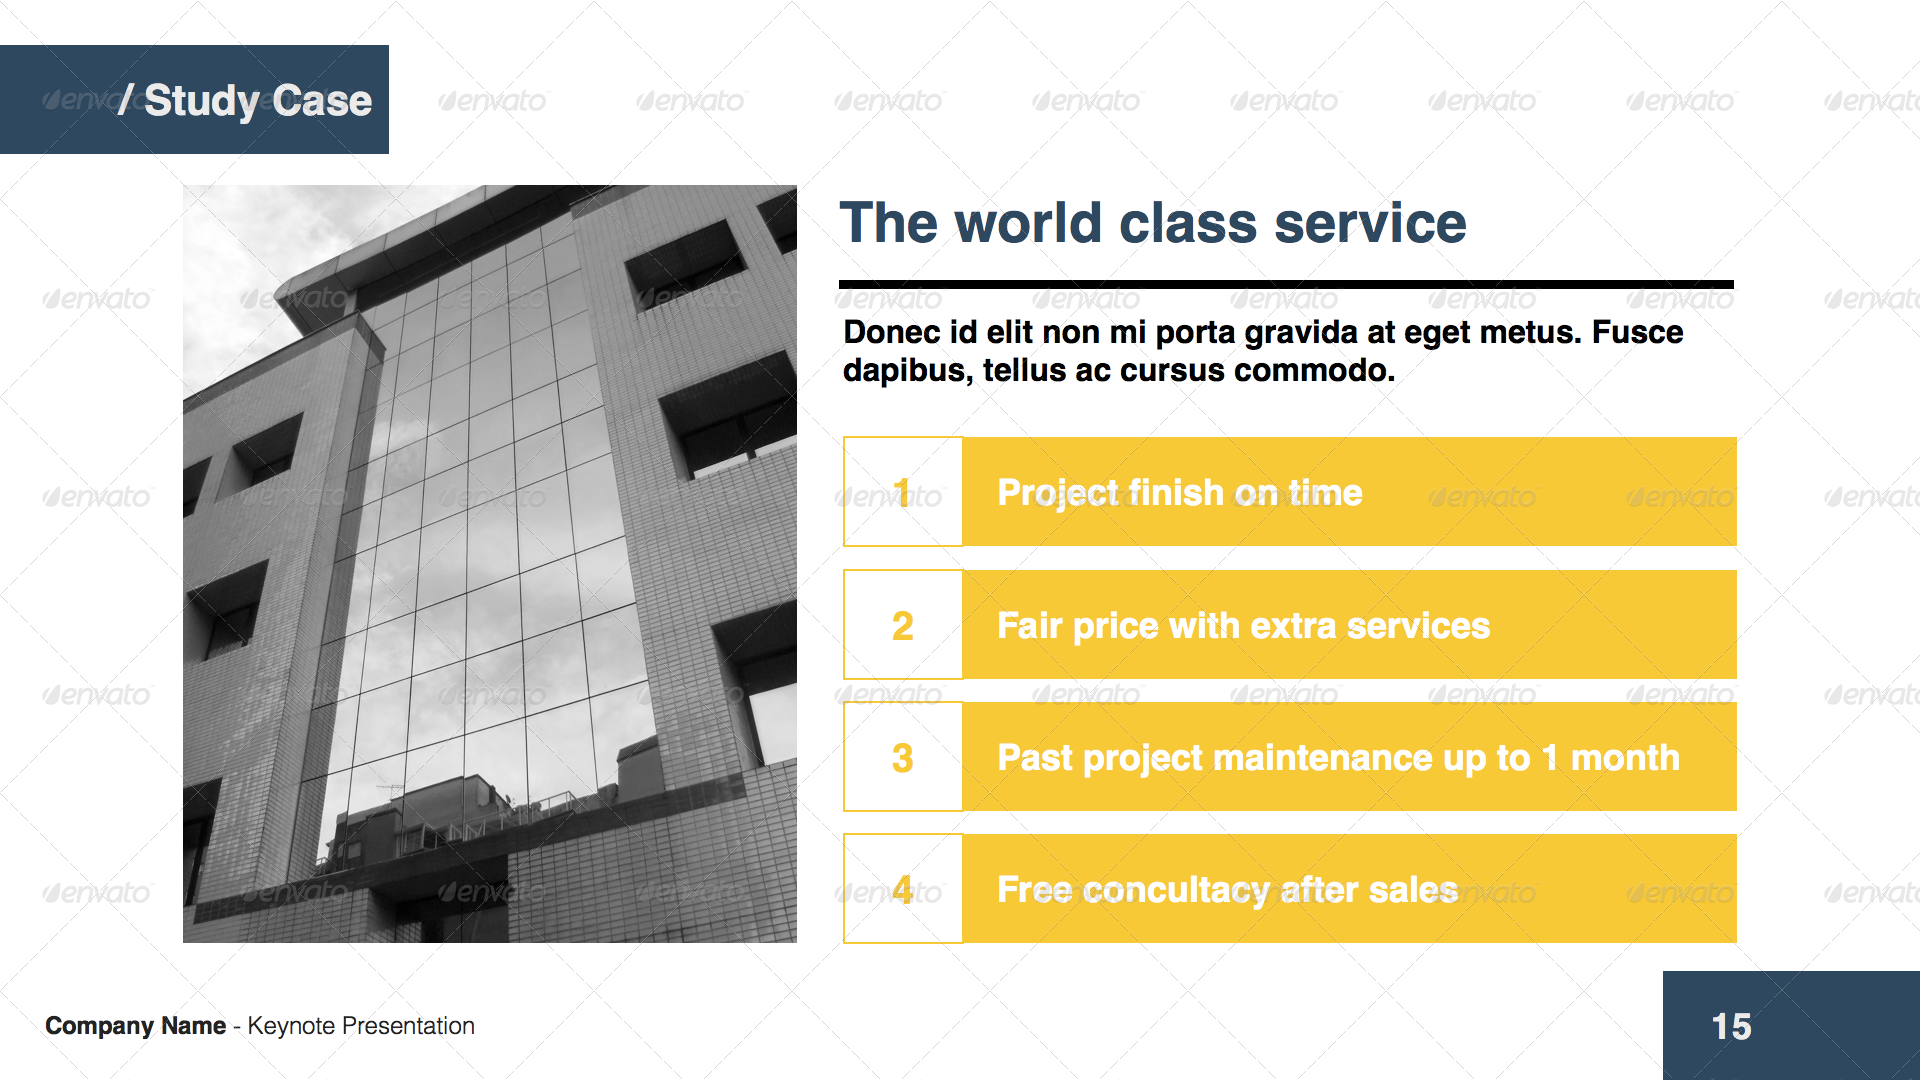 / Study Case
The world class service
Donec id elit non mi porta gravida at eget metus. Fusce
dapibus, tellus ac cursus commodo.
1 Project finish on time
2 Fair price with extra services
3 Past project maintenance up to 1 month
4 Free concultacy after sales
Company Name - Keynote Presentation
15
envato